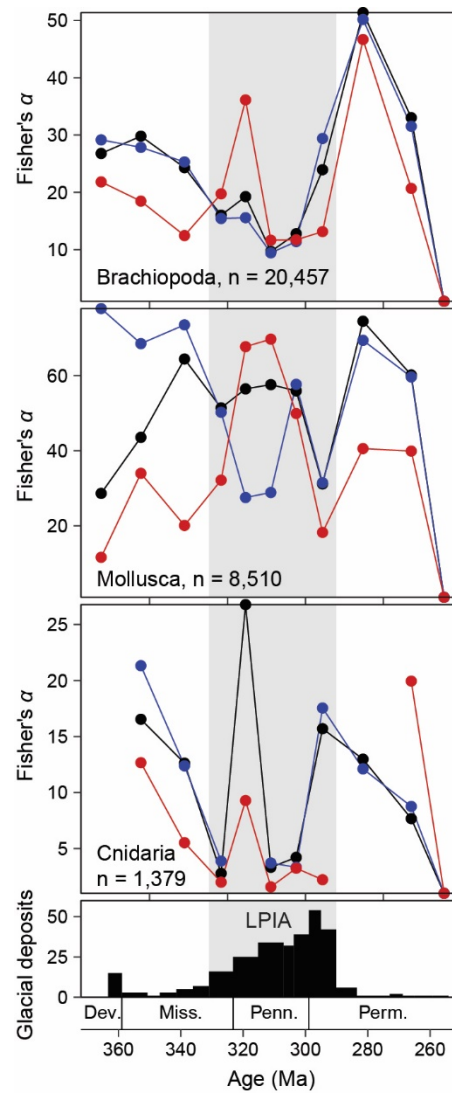 50
40
30
20
10
Fisher's α
Brachiopoda, n = 20,457
60
40
20
Fisher's α
Mollusca, n = 8,510
25
20
15
10
5
Fisher's α
Cnidaria
n = 1,379
50
25
0
Glacial deposits
LPIA
Dev. Miss. Penn. Perm.
360 340 320 300 280 260
Age (Ma)